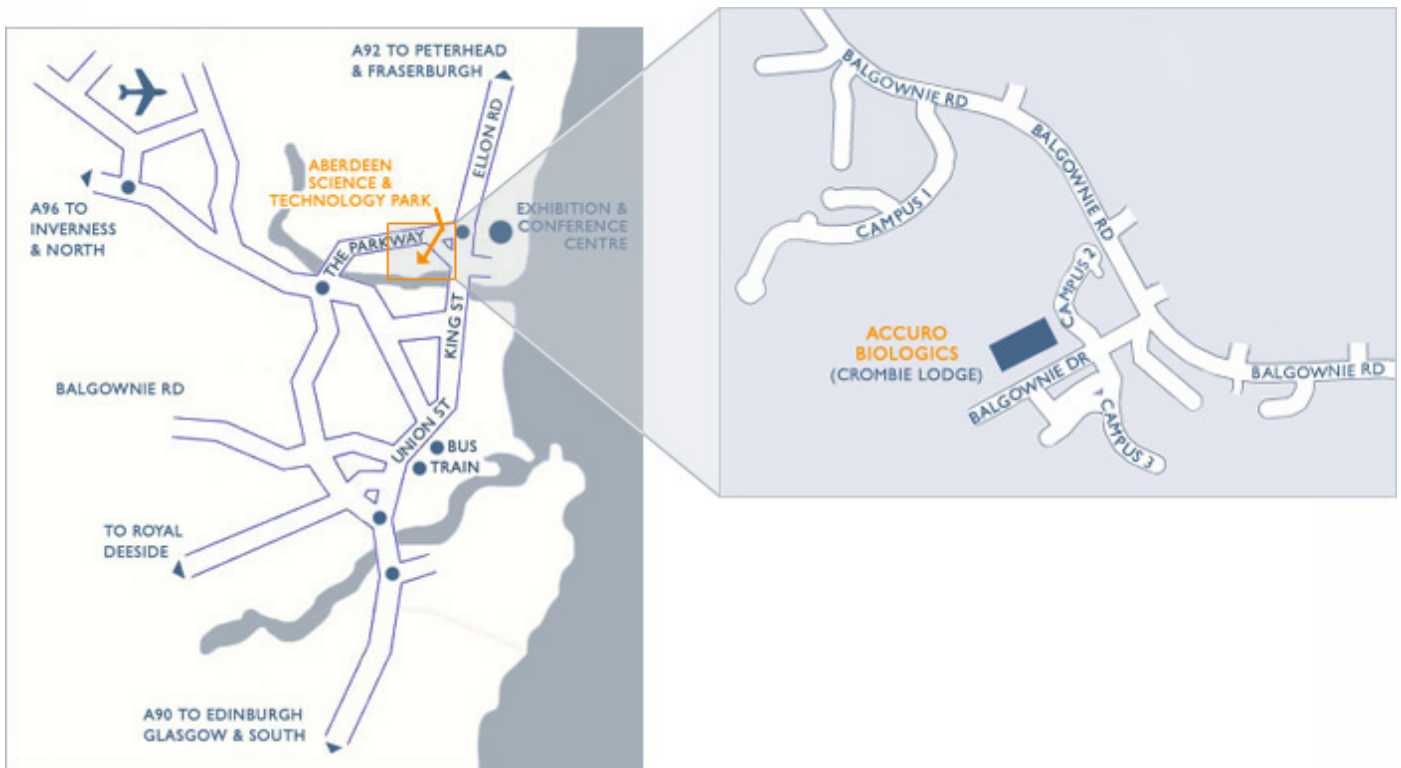 A92 TO PETERHEAD
& FRASERBURGH
ELLON RD
ABERDEEN
SCIENCE &
TECHNOLOGY PARK
A96 TO
INVERNESS
& NORTH
EXHIBITION &
CONFERENCE
CENTRE
THE PARKWAY
KING ST
BALGOWNIE RD
UNION ST
BUS
TRAIN
TO ROYAL
DEESIDE
A90 TO EDINBURGH
GLASGOW & SOUTH
BALGOWNIE RD
BALGOWNIE RD
CAMPUS 1
CAMPUS 2
ACCURO
BIOLOGICS
(CROMBIE LODGE)
BALGOWNIE DR
BALGOWNIE RD
CAMPUS 3